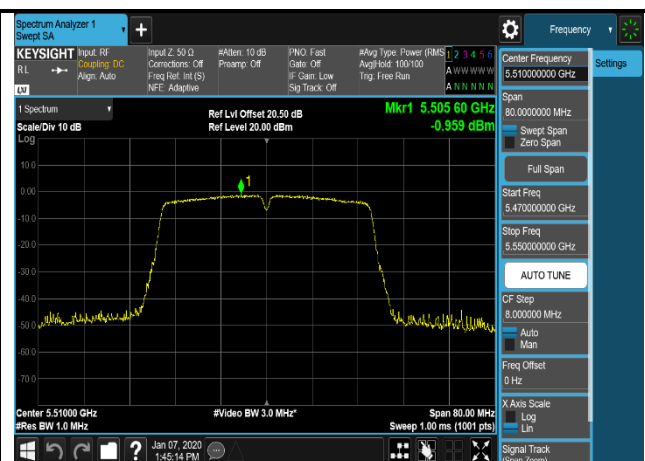 Spectrum Analyzer 1
Swept SA
+
Frequency
KEYSIGHT
RL
LXI
Input: RF
Coupling: DC
Align: Auto
Input Z: 50 Ω
Corrections: Off
Freq Ref: Int (S)
NFE: Adaptive
#Atten: 10 dB
Preamp: Off
PNO: Fast
Gate: Off
IF Gain: Low
Sig Track: Off
#Avg Type: Power (RMS
Avg|Hold: 100/100
Trig: Free Run
1 2 3 4 5 6
A W W W W W
A N N N N N
1 Spectrum
Scale/Div 10 dB
Ref Lvl Offset 20.50 dB
Ref Level 20.00 dBm
Mkr1 5.505 60 GHz
-0.959 dBm
Log
10.0
0.00
-10.0
-20.0
-30.0
-40.0
-50.0
-60.0
-70.0
1
Center 5.51000 GHz
#Res BW 1.0 MHz
#Video BW 3.0 MHz*
Span 80.00 MHz
Sweep 1.00 ms (1001 pts)
?
Jan 07, 2020
1:45:14 PM
Center Frequency
5.510000000 GHz
Settings
Span
80.0000000 MHz
Swept Span
Zero Span
Full Span
Start Freq
5.470000000 GHz
Stop Freq
5.550000000 GHz
AUTO TUNE
CF Step
8.000000 MHz
Auto
Man
Freq Offset
0 Hz
X Axis Scale
Log
Lin
Signal Track
(Span Zoom)